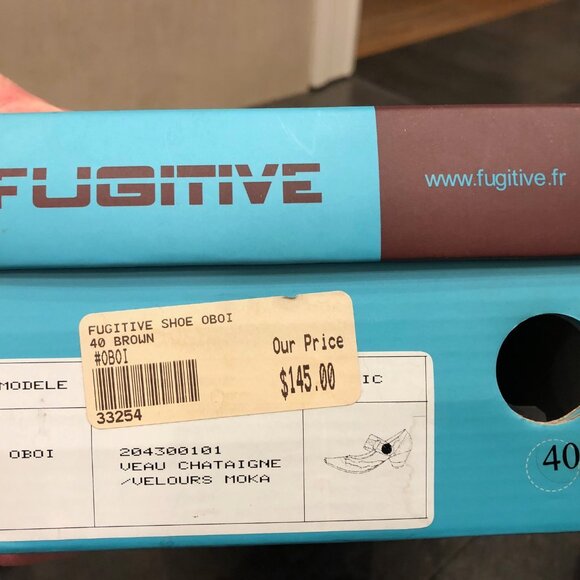 FUGITIVE
www.fugitive.fr
FUGITIVE SHOE OBOI
40 BROWN
#OBOI
Our Price
$145.00
33254
MODELE
IC
OBOI
204300101
VEAU CHATAIGNE
/VELOURS MOKA
40